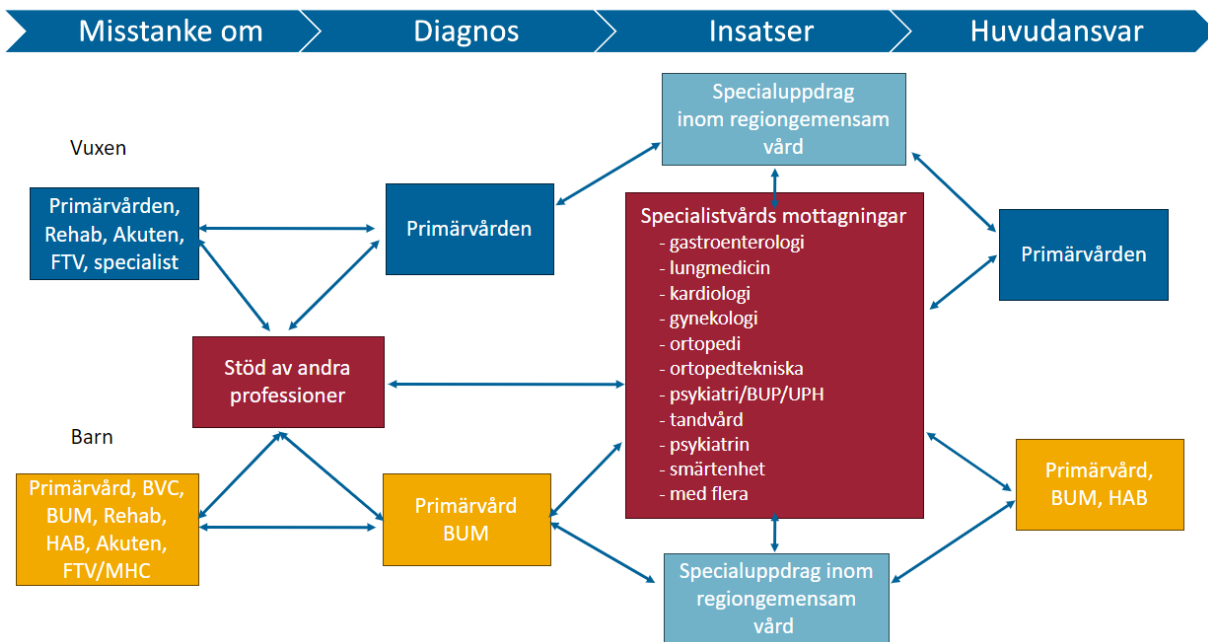 Misstanke om
Diagnos
Insatser
Huvudansvar
Vuxen
Primärvården,
Rehab, Akuten,
FTV, specialist
Primärvården
Specialuppdrag
inom regiongemensam
vård
Specialistvårds mottagningar
- gastroenterologi
- lungmedicin
- kardiologi
- gynekologi
- ortopedi
- ortopedtekniska
- psykiatri/BUP/UPH
- tandvård
- psykiatrin
- smärtenhet
- med flera
Primärvården
Stöd av andra
professioner
Barn
Primärvård, BVC,
BUM, Rehab,
HAB, Akuten,
FTV/MHC
Primärvård
BUM
Specialuppdrag inom
regiongemensam
vård
Primärvård,
BUM, HAB